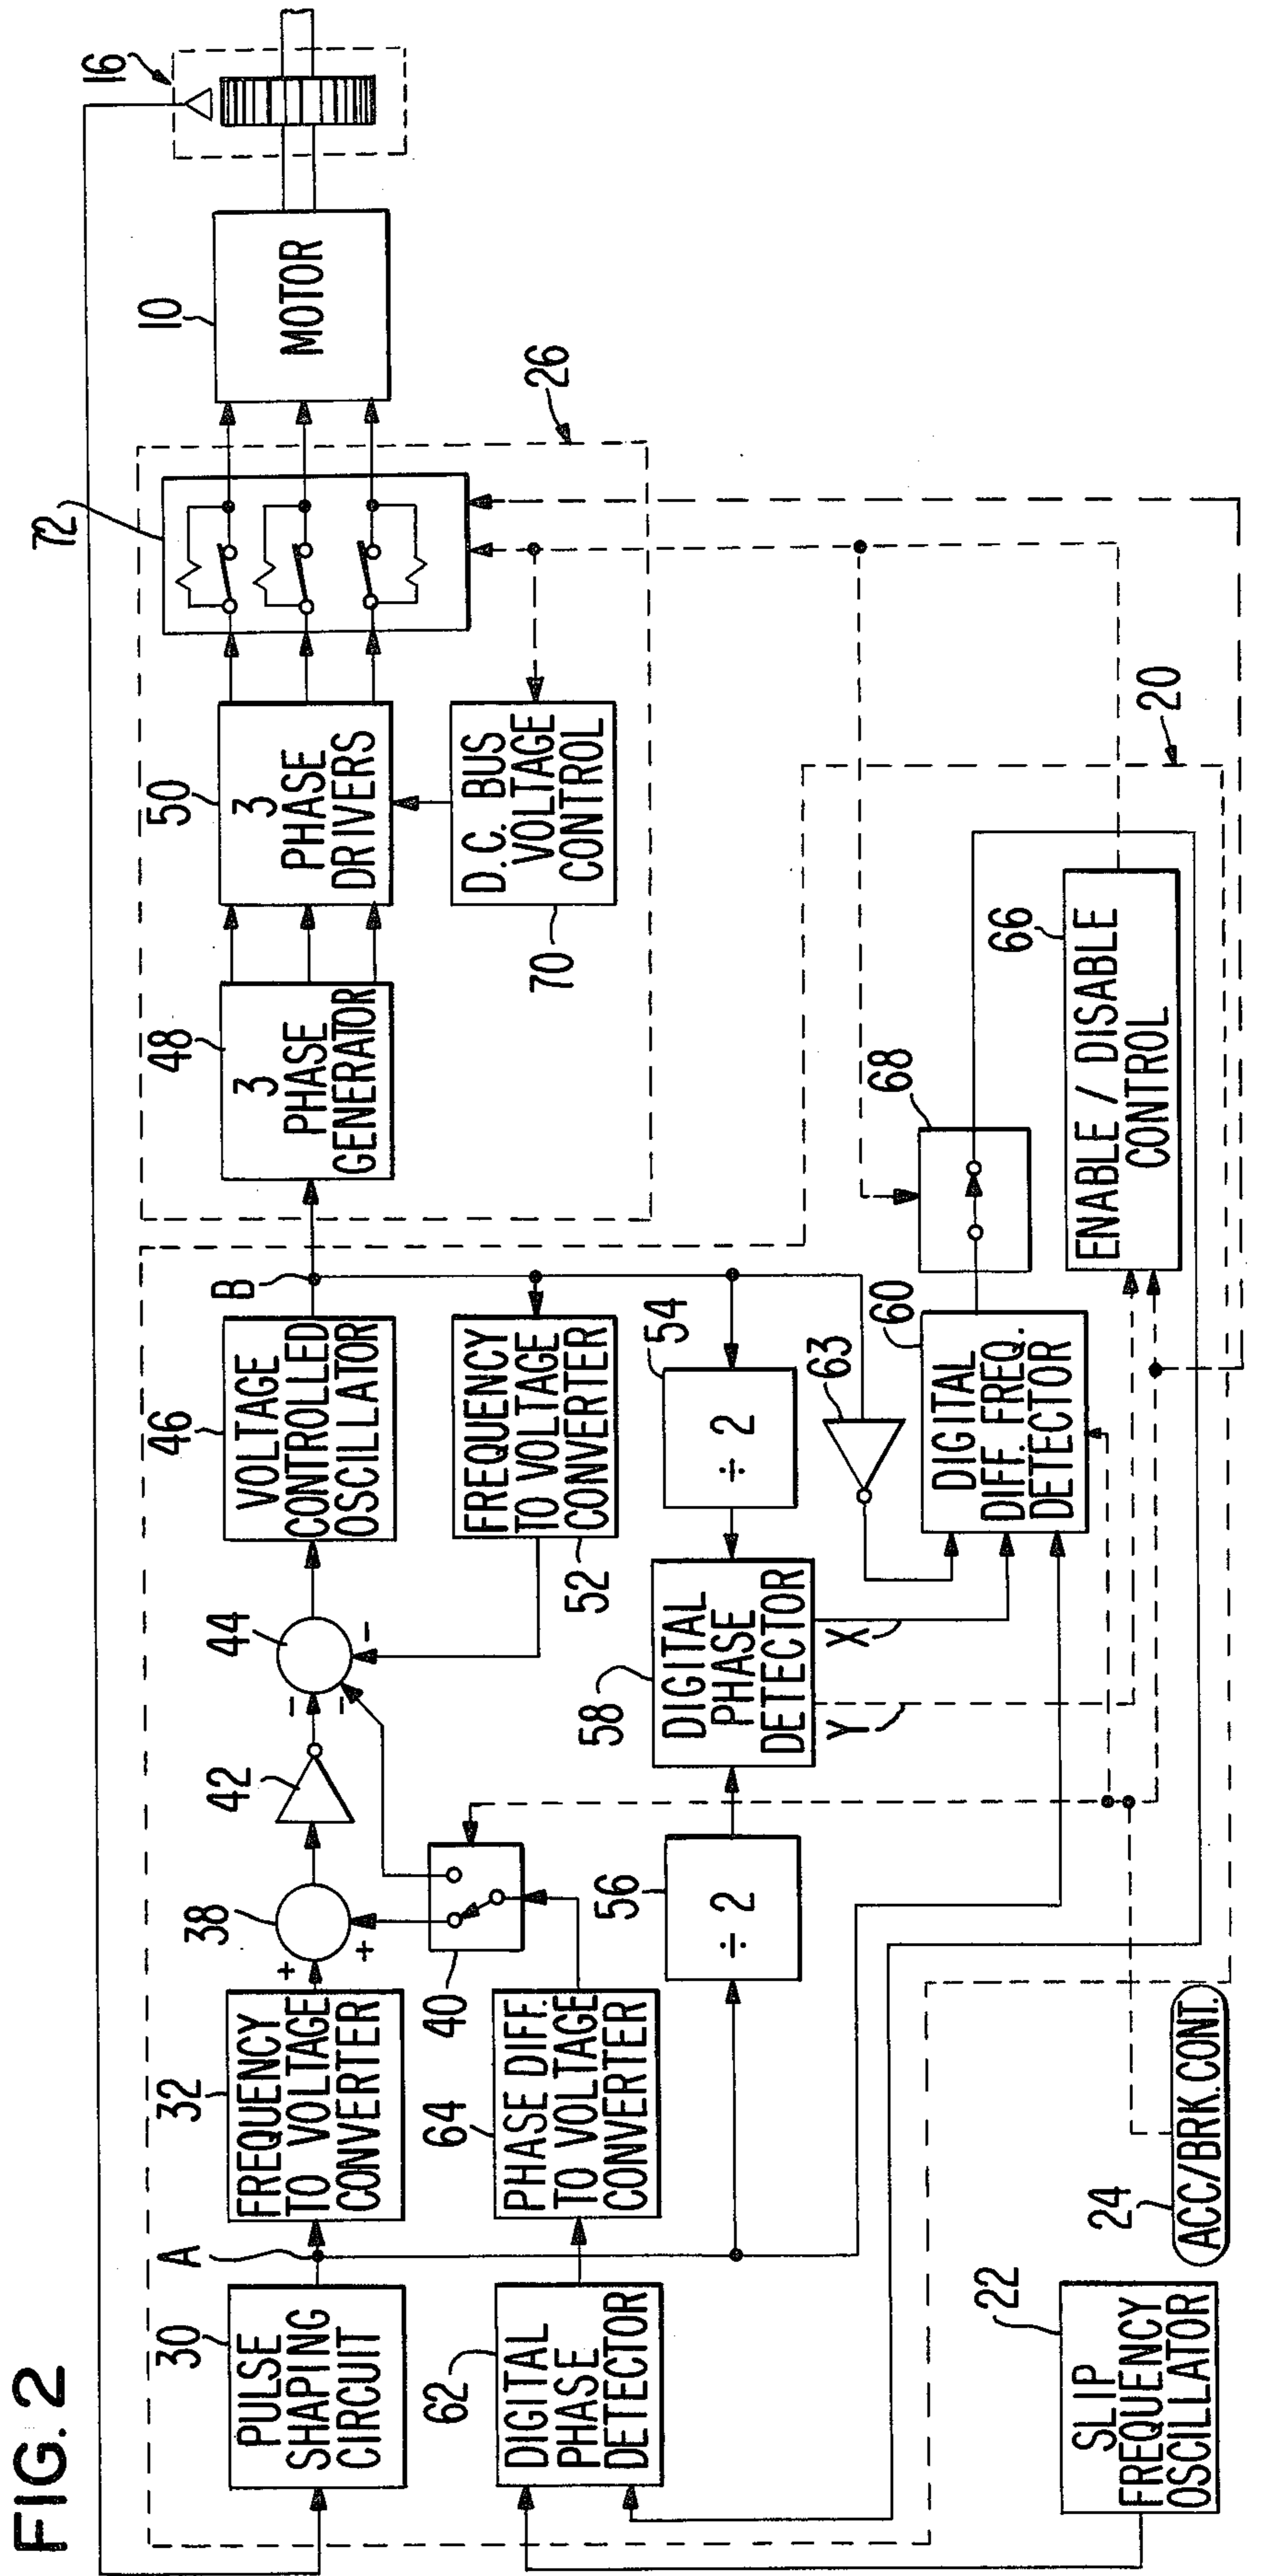 FIG. 2
16
10
MOTOR
72
26
50
3
PHASE
DRIVERS
D.C. BUS
VOLTAGE
CONTROL
70
48
3
PHASE
GENERATOR
20
B
46
VOLTAGE
CONTROLLED
OSCILLATOR
FREQUENCY
TO VOLTAGE
CONVERTER
52
54
÷ 2
63
60
DIGITAL
DIFF. FREQ.
DETECTOR
68
66
ENABLE / DISABLE
CONTROL
44
-
-
-
42
38
+
+
40
58
DIGITAL
PHASE
DETECTOR
X
Y
56
÷ 2
32
FREQUENCY
TO VOLTAGE
CONVERTER
64
PHASE DIFF.
TO VOLTAGE
CONVERTER
A
30
PULSE
SHAPING
CIRCUIT
62
DIGITAL
PHASE
DETECTOR
22
SLIP
FREQUENCY
OSCILLATOR
24
ACC/BRK.CONT.